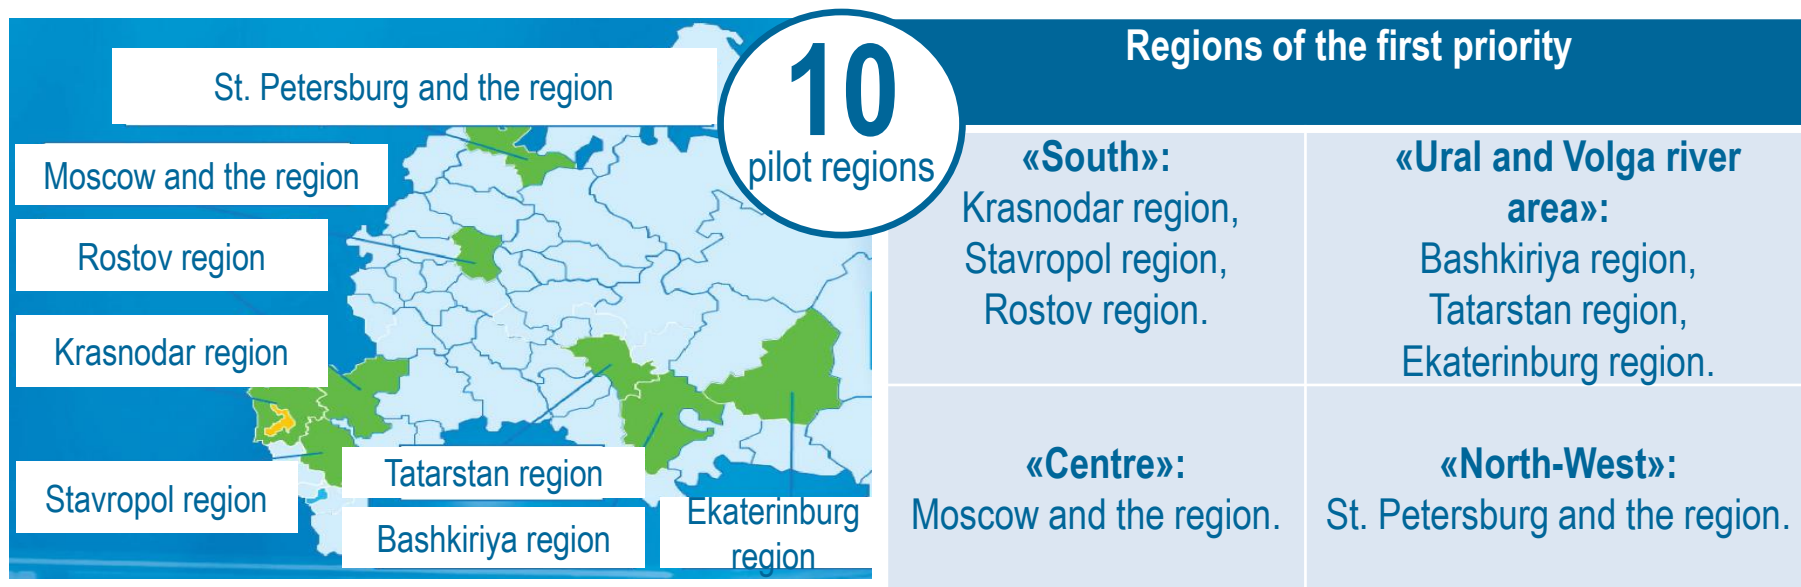 St. Petersburg and the region
Moscow and the region
Rostov region
Krasnodar region
Stavropol region
Tatarstan region
Bashkiriya region
Ekaterinburg
region
10
pilot regions
Regions of the first priority
«South»:
Krasnodar region,
Stavropol region,
Rostov region.
«Ural and Volga river
area»:
Bashkiriya region,
Tatarstan region,
Ekaterinburg region.
«Centre»:
Moscow and the region.
«North-West»:
St. Petersburg and the region.